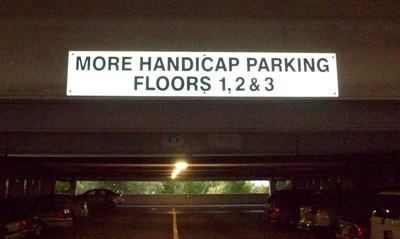 MORE HANDICAP PARKING
FLOORS 1, 2 & 3